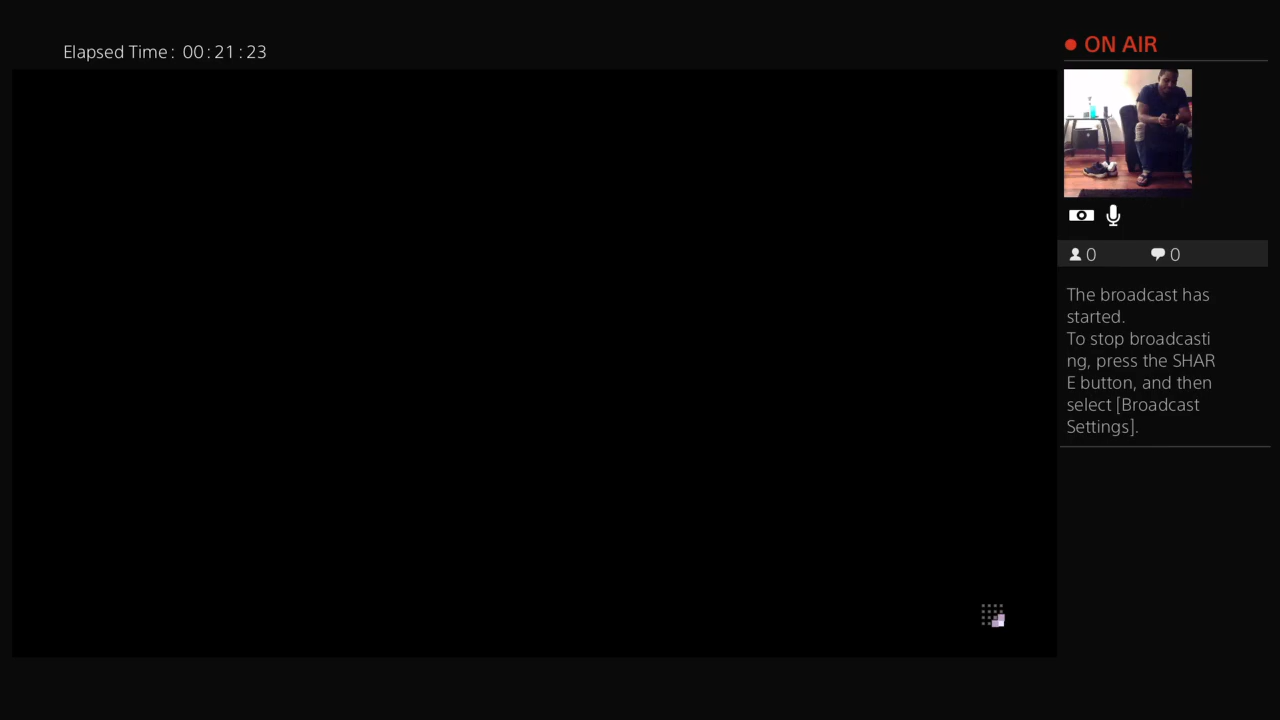 Elapsed Time: 00:21:23
ON AIR
0 0
The broadcast has
started.
To stop broadcasti
ng, press the SHAR
E button, and then
select [Broadcast
Settings].